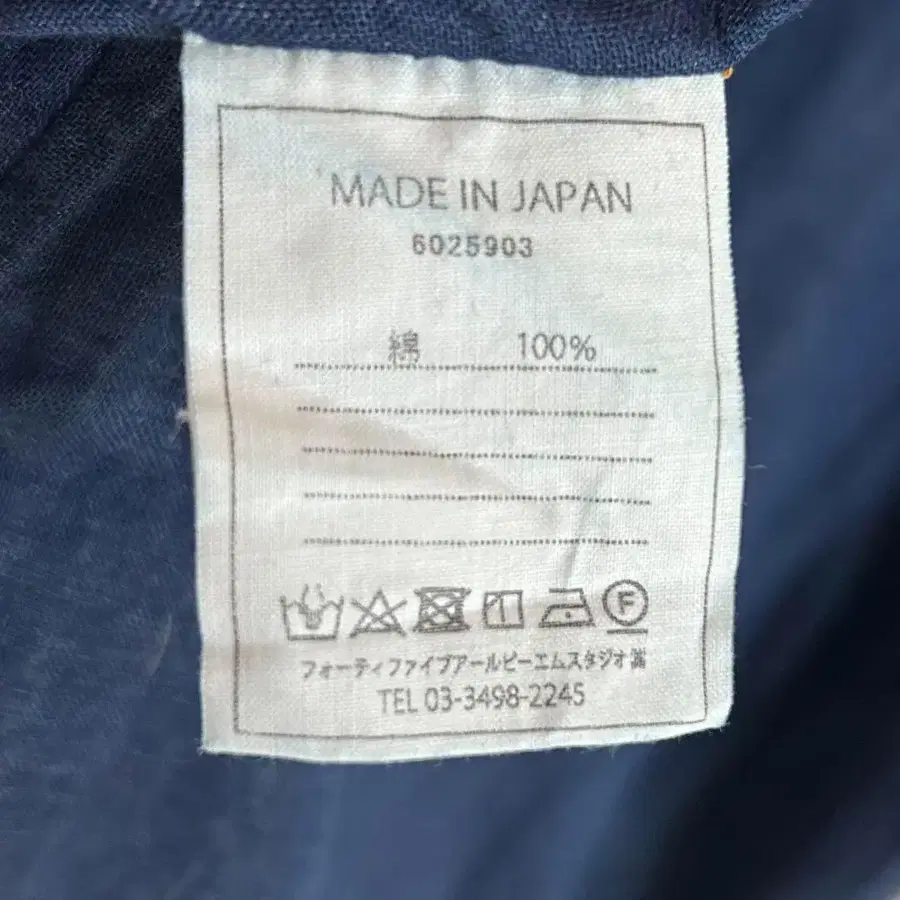 MADE IN JAPAN
6025903
綿 100%
F
フォーティファイブアールピーエムスタジオ㈱
TEL 03-3498-2245